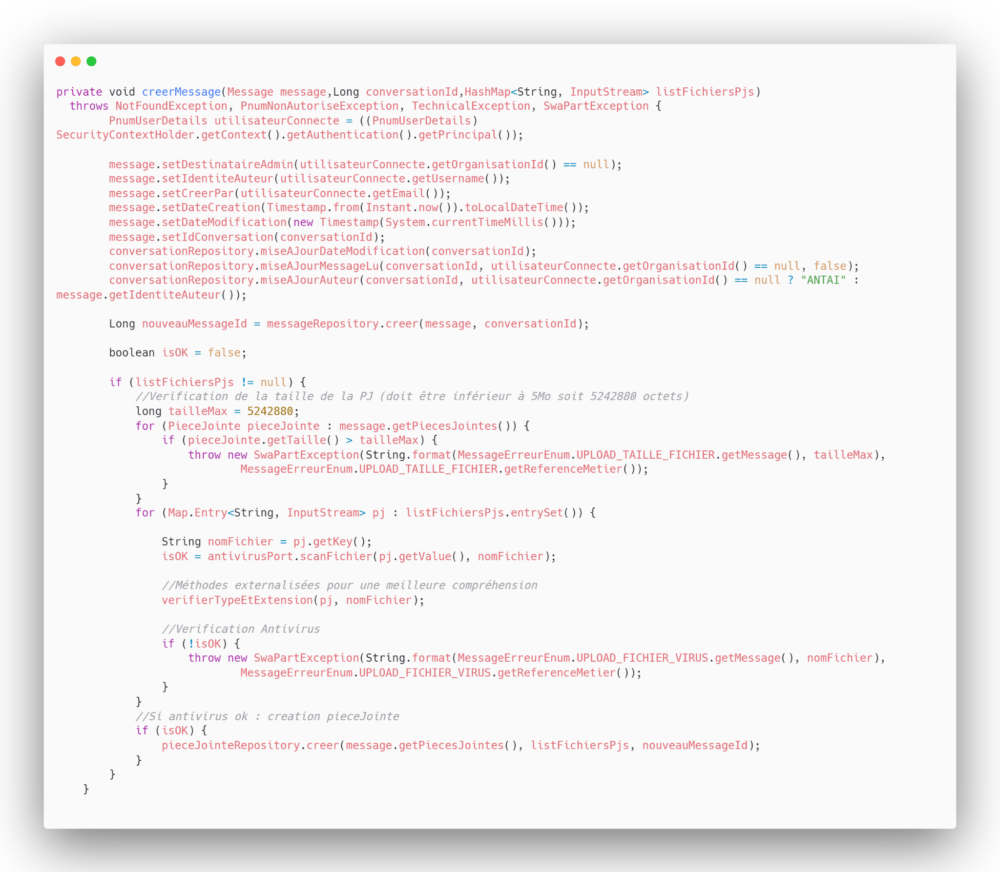 private void creerMessage(Message message,Long conversationId,HashMap<String, InputStream> listFichiersPjs)
  throws NotFoundException, PnumNonAutoriseException, TechnicalException, SwaPartException {
        PnumUserDetails utilisateurConnecte = ((PnumUserDetails)
SecurityContextHolder.getContext().getAuthentication().getPrincipal());

        message.setDestinataireAdmin(utilisateurConnecte.getOrganisationId() == null);
        message.setIdentiteAuteur(utilisateurConnecte.getUsername());
        message.setCreerPar(utilisateurConnecte.getEmail());
        message.setDateCreation(Timestamp.from(Instant.now()).toLocalDateTime());
        message.setDateModification(new Timestamp(System.currentTimeMillis()));
        message.setIdConversation(conversationId);
        conversationRepository.miseAJourDateModification(conversationId);
        conversationRepository.miseAJourMessageLu(conversationId, utilisateurConnecte.getOrganisationId() == null, false);
        conversationRepository.miseAJourAuteur(conversationId, utilisateurConnecte.getOrganisationId() == null ? "ANTAI" :
message.getIdentiteAuteur());

        Long nouveauMessageId = messageRepository.creer(message, conversationId);

        boolean isOK = false;

        if (listFichiersPjs != null) {
            //Verification de la taille de la PJ (doit être inférieur à 5Mo soit 5242880 octets)
            long tailleMax = 5242880;
            for (PieceJointe pieceJointe : message.getPiecesJointes()) {
                if (pieceJointe.getTaille() > tailleMax) {
                    throw new SwaPartException(String.format(MessageErreurEnum.UPLOAD_TAILLE_FICHIER.getMessage(), tailleMax),
                            MessageErreurEnum.UPLOAD_TAILLE_FICHIER.getReferenceMetier());
                }
            }
            for (Map.Entry<String, InputStream> pj : listFichiersPjs.entrySet()) {

                String nomFichier = pj.getKey();
                isOK = antivirusPort.scanFichier(pj.getValue(), nomFichier);

                //Méthodes externalisées pour une meilleure compréhension
                verifierTypeEtExtension(pj, nomFichier);

                //Verification Antivirus
                if (!isOK) {
                    throw new SwaPartException(String.format(MessageErreurEnum.UPLOAD_FICHIER_VIRUS.getMessage(), nomFichier),
                            MessageErreurEnum.UPLOAD_FICHIER_VIRUS.getReferenceMetier());
                }
            }
            //Si antivirus ok : creation pieceJointe
            if (isOK) {
                pieceJointeRepository.creer(message.getPiecesJointes(), listFichiersPjs, nouveauMessageId);
            }
        }
    }